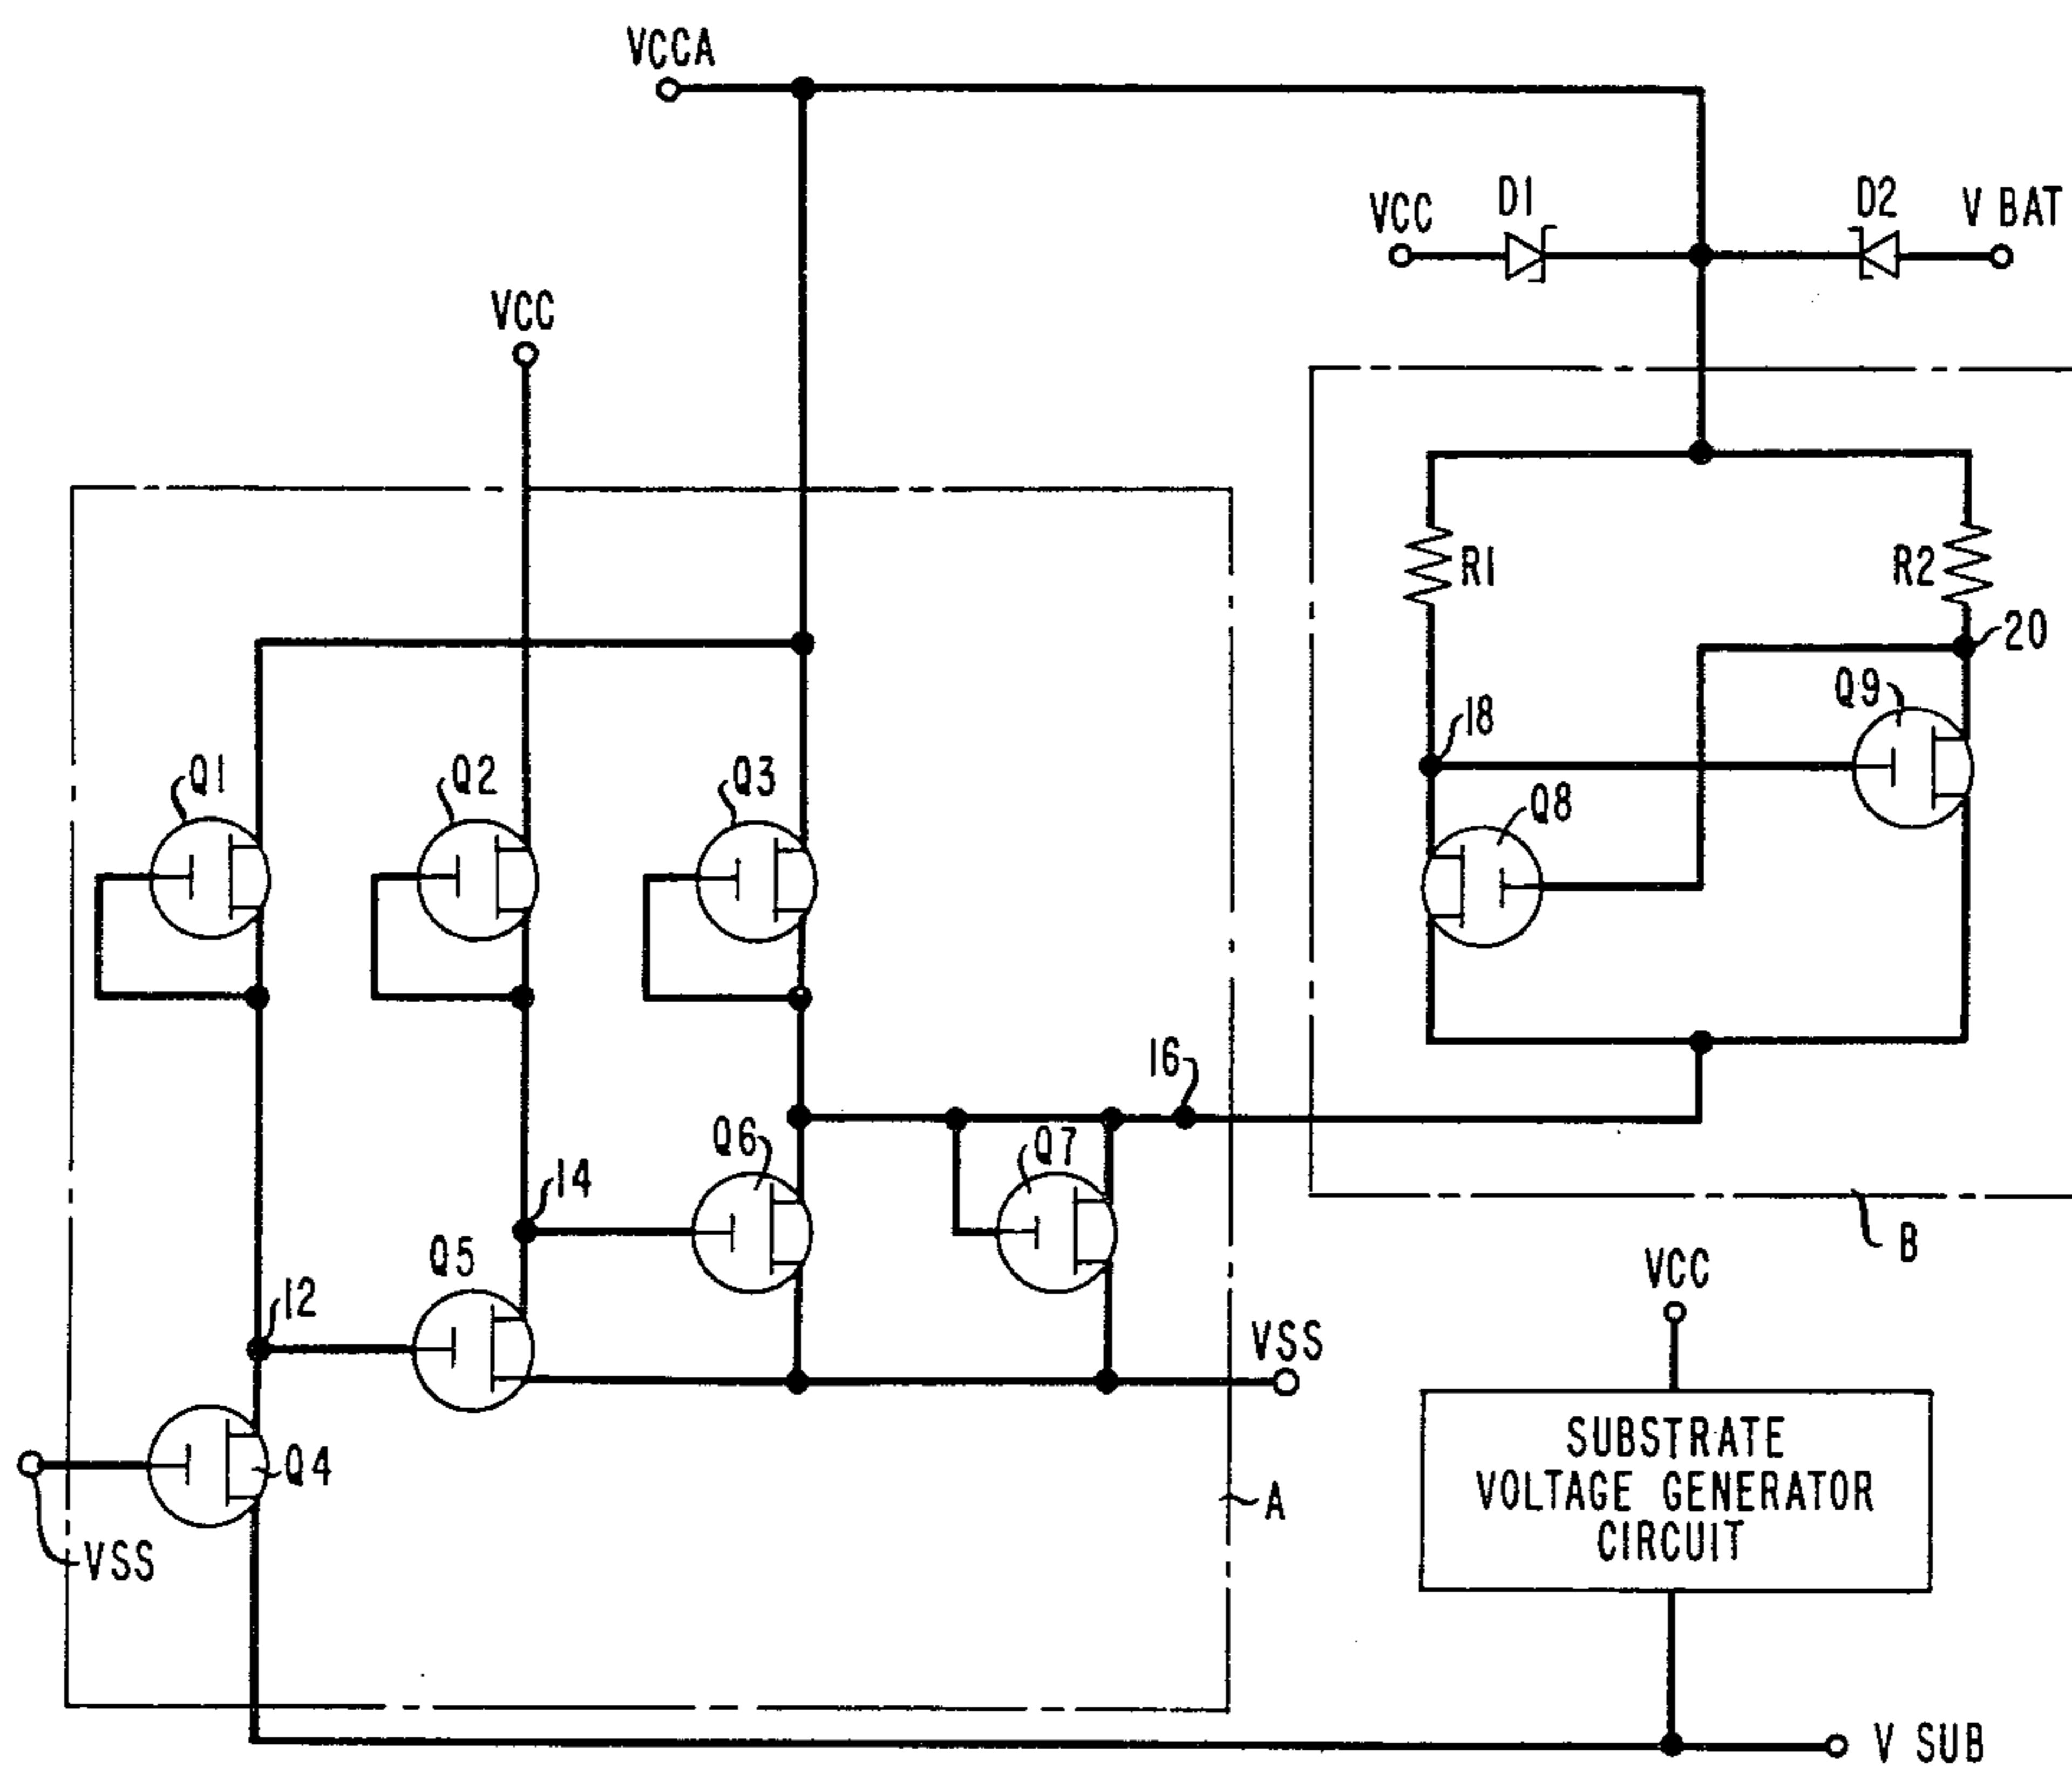 VCCA
D1
D2
V BAT
VCC
VCC
R1
R2
20
Q9
18
Q1
Q2
Q3
Q8
16
Q6
Q7
14
Q5
B
VCC
12
VSS
SUBSTRATE
VOLTAGE GENERATOR
CIRCUIT
Q4
A
VSS
V SUB